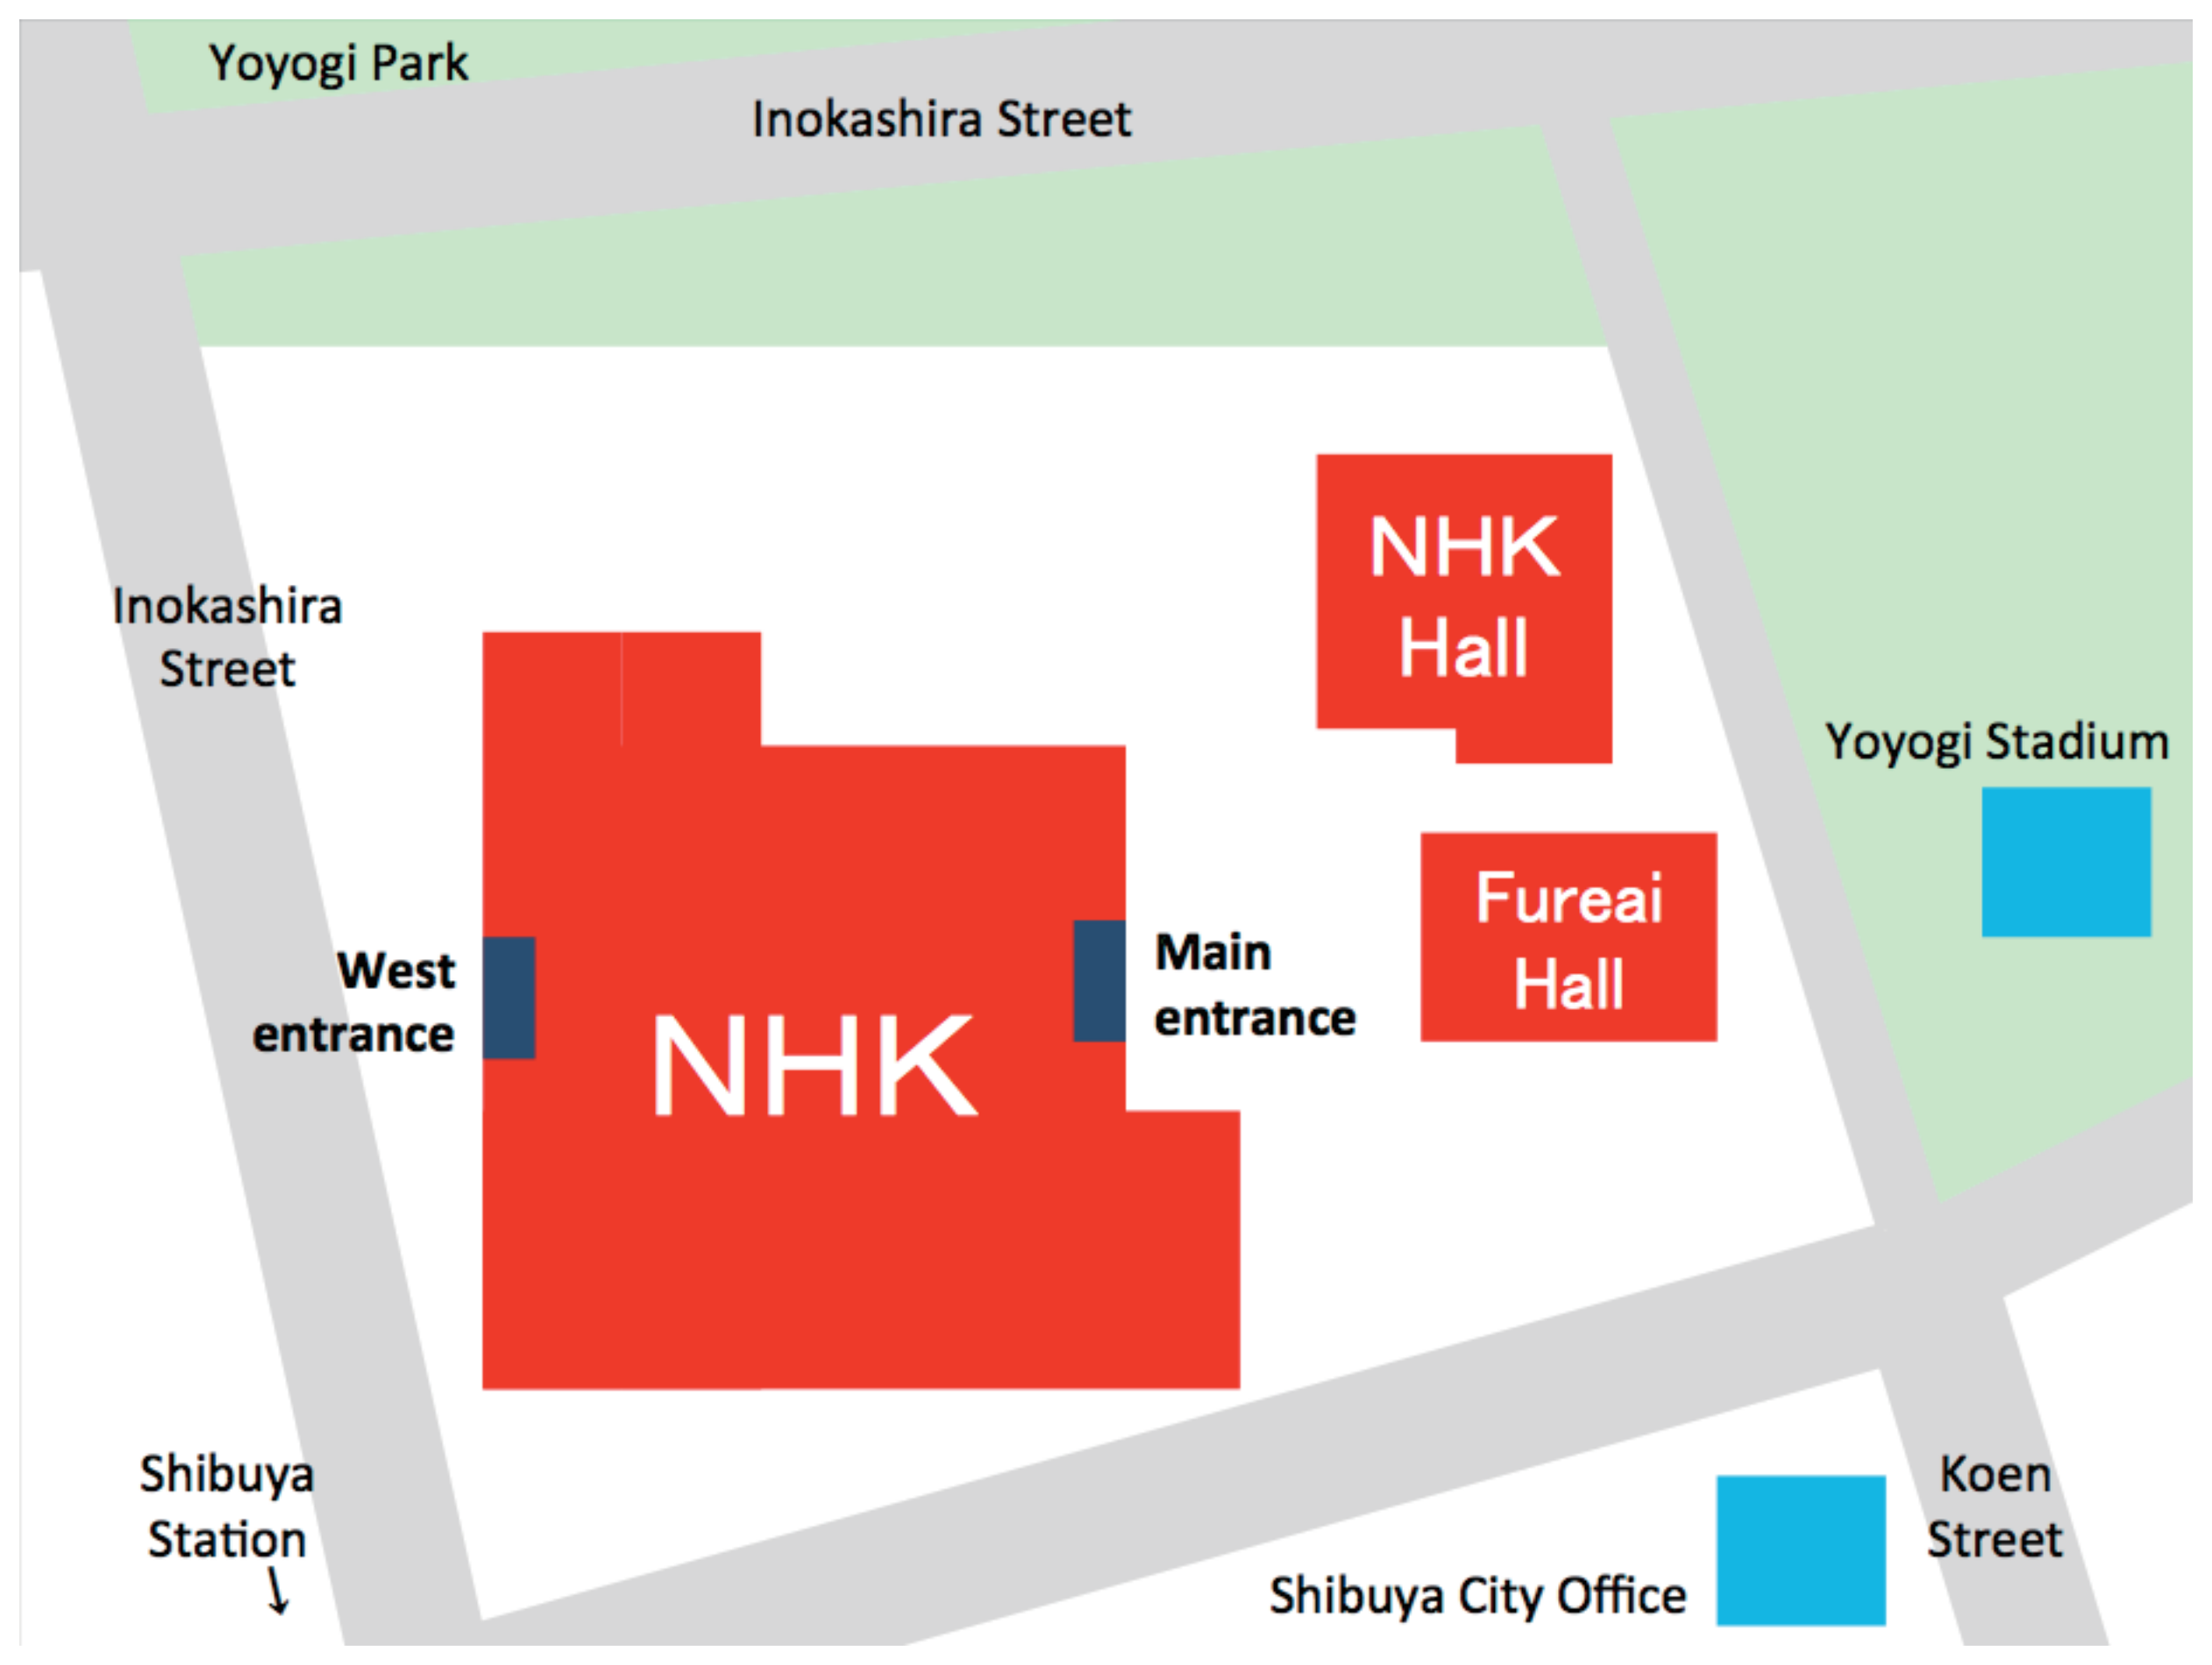 Yoyogi Park
Inokashira Street
NHK
Hall
Inokashira
Street
Yoyogi Stadium
Fureai
Hall
West
entrance
Main
entrance
NHK
Shibuya
Station
Koen
Street
Shibuya City Office